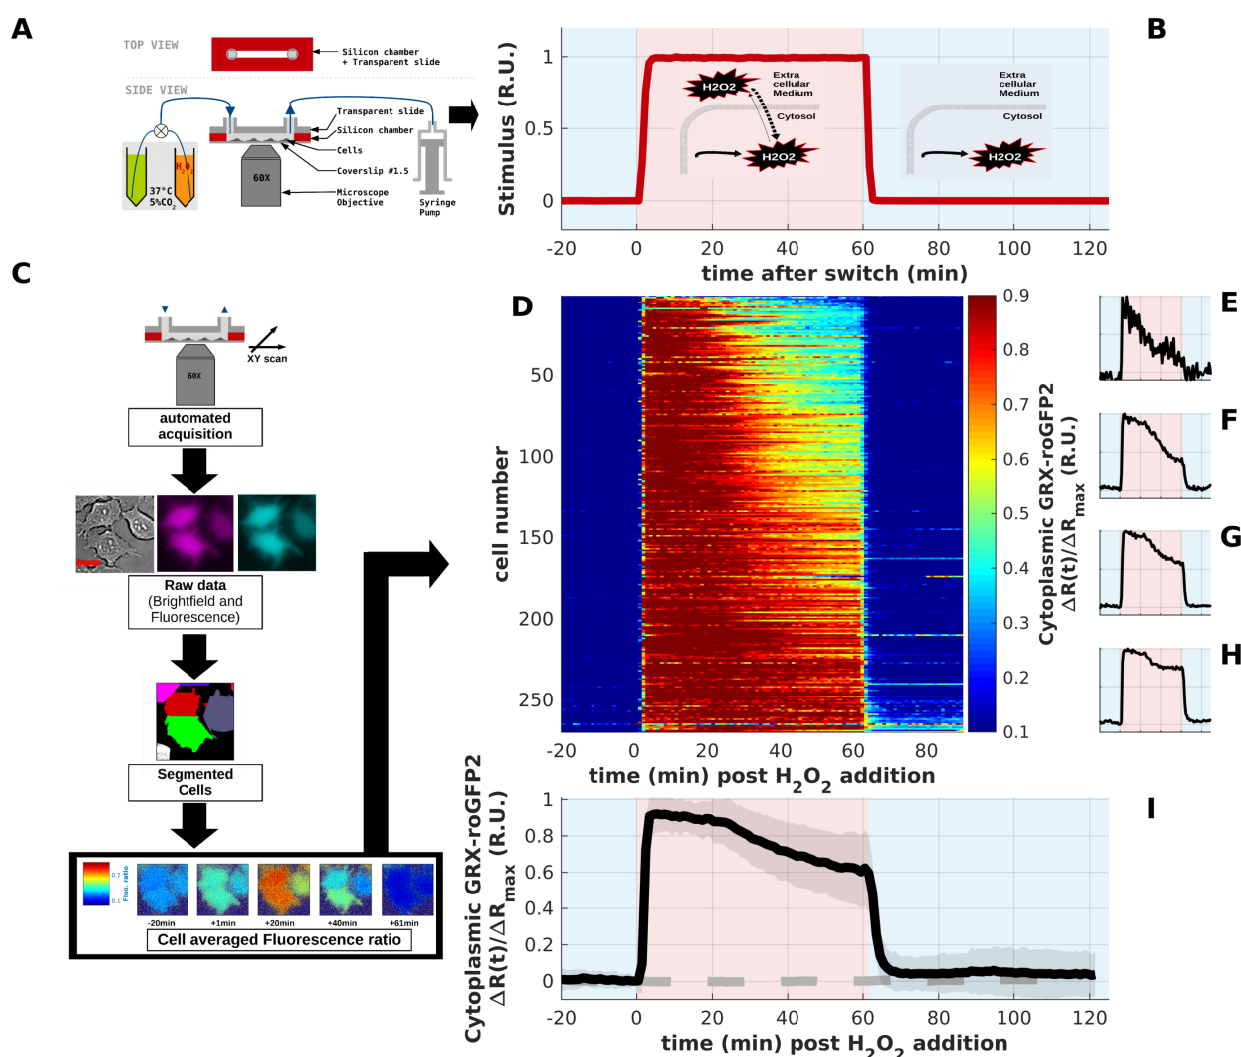 A
TOP VIEW
Silicon chamber
+ Transparent slide
SIDE VIEW
Transparent slide
Silicon chamber
Cells
Coverslip #1.5
Microscope
Objective
60X
H2O2
37°C
5%CO2
Syringe
Pump
B
Stimulus (R.U.)
1
0.5
0
H2O2
Extra
cellular
Medium
Cytosol
H2O2
Extra
cellular
Medium
Cytosol
H2O2
-20 0 20 40 60 80 100 120
time after switch (min)
C
60X
XY scan
automated
acquisition
Raw data
(Brightfield and
Fluorescence)
Segmented
Cells
0.7
0.1
Fluo. ratio
-20min +1min +20min +40min +61min
Cell averaged Fluorescence ratio
D
cell number
50
100
150
200
250
0 20 40 60 80
-20
time (min) post H2O2 addition
0.9
0.8
0.7
0.6
0.5
0.4
0.3
0.2
0.1
Cytoplasmic GRX-roGFP2
ΔR(t)/ΔRmax (R.U.)
E
F
G
H
I
Cytoplasmic GRX-roGFP2
ΔR(t)/ΔRmax (R.U.)
1
0.8
0.6
0.4
0.2
0
-20 0 20 40 60 80 100 120
time (min) post H2O2 addition